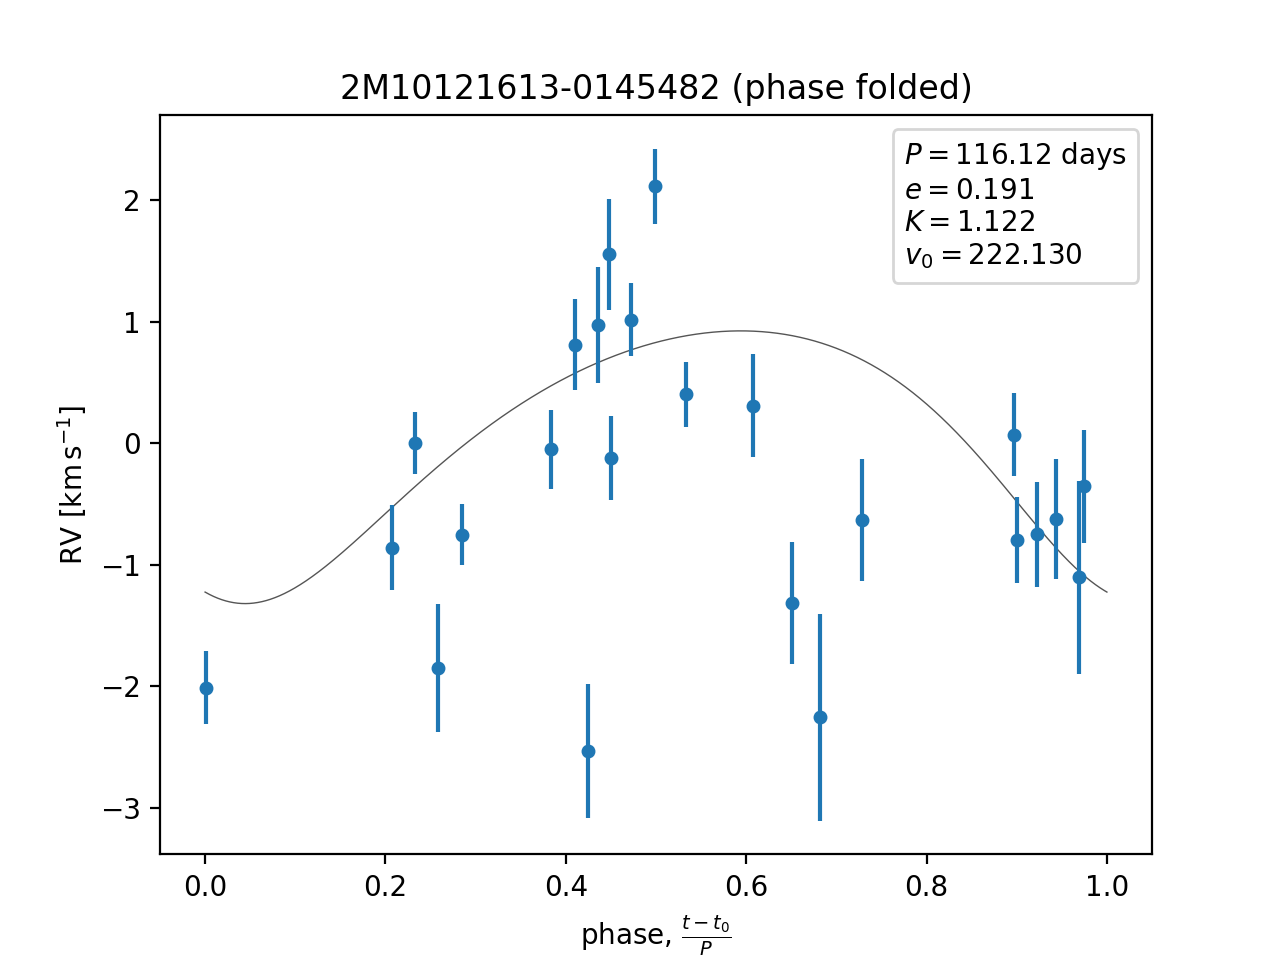 2M10121613-0145482 (phase folded)
P = 116.12 days
e = 0.191
K = 1.122
v₀ = 222.130
RV [km s⁻¹]
2
1
0
−1
−2
−3
0.0 0.2 0.4 0.6 0.8 1.0
phase, (t − t₀)/P